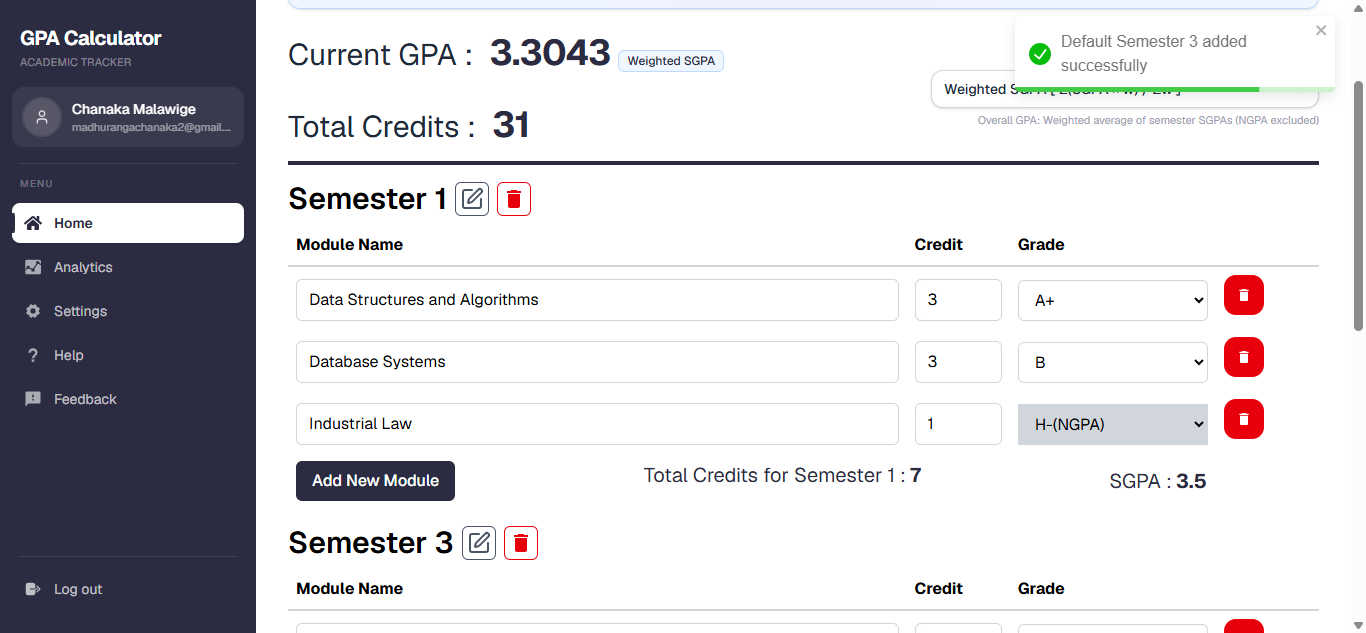 GPA Calculator
ACADEMIC TRACKER
Chanaka Malawige
madhurangachanaka2@gmail....
MENU
Home
Analytics
Settings
Help
Feedback
Log out
Current GPA : 3.3043 Weighted SGPA
Default Semester 3 added
successfully
Weighted
Overall GPA: Weighted average of semester SGPAs (NGPA excluded)
Total Credits : 31
Semester 1
Module Name Credit Grade
Data Structures and Algorithms 3 A+
Database Systems 3 B
Industrial Law 1 H-(NGPA)
Add New Module Total Credits for Semester 1 : 7 SGPA : 3.5
Semester 3
Module Name Credit Grade